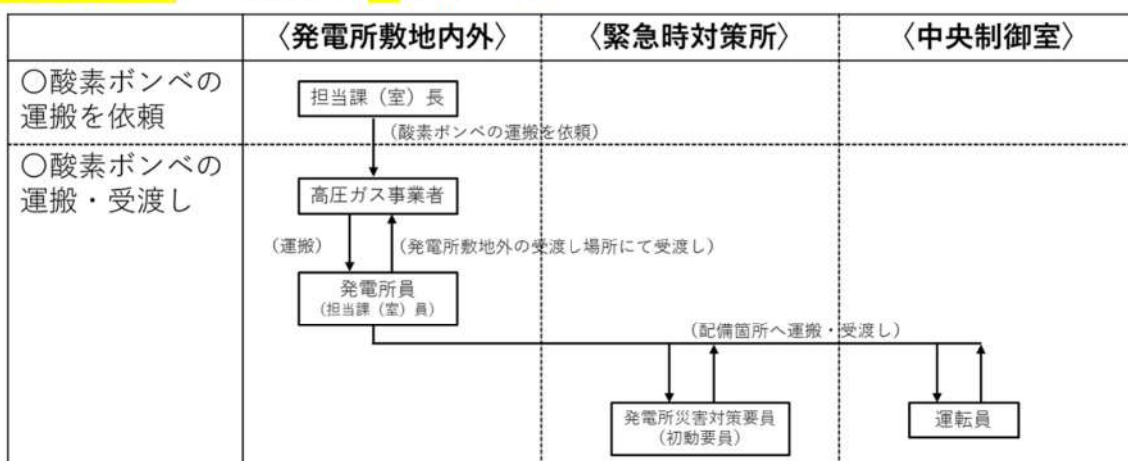 〈発電所敷地内外〉
〈緊急時対策所〉
〈中央制御室〉
〇酸素ボンベの
運搬を依頼
担当課（室）長
（酸素ボンベの運搬を依頼）
〇酸素ボンベの
運搬・受渡し
高圧ガス事業者
（運搬）
（発電所敷地外の受渡し場所にて受渡し）
発電所員
（担当課（室）員）
（配備箇所へ運搬・受渡し）
発電所災害対策要員
（初動要員）
運転員